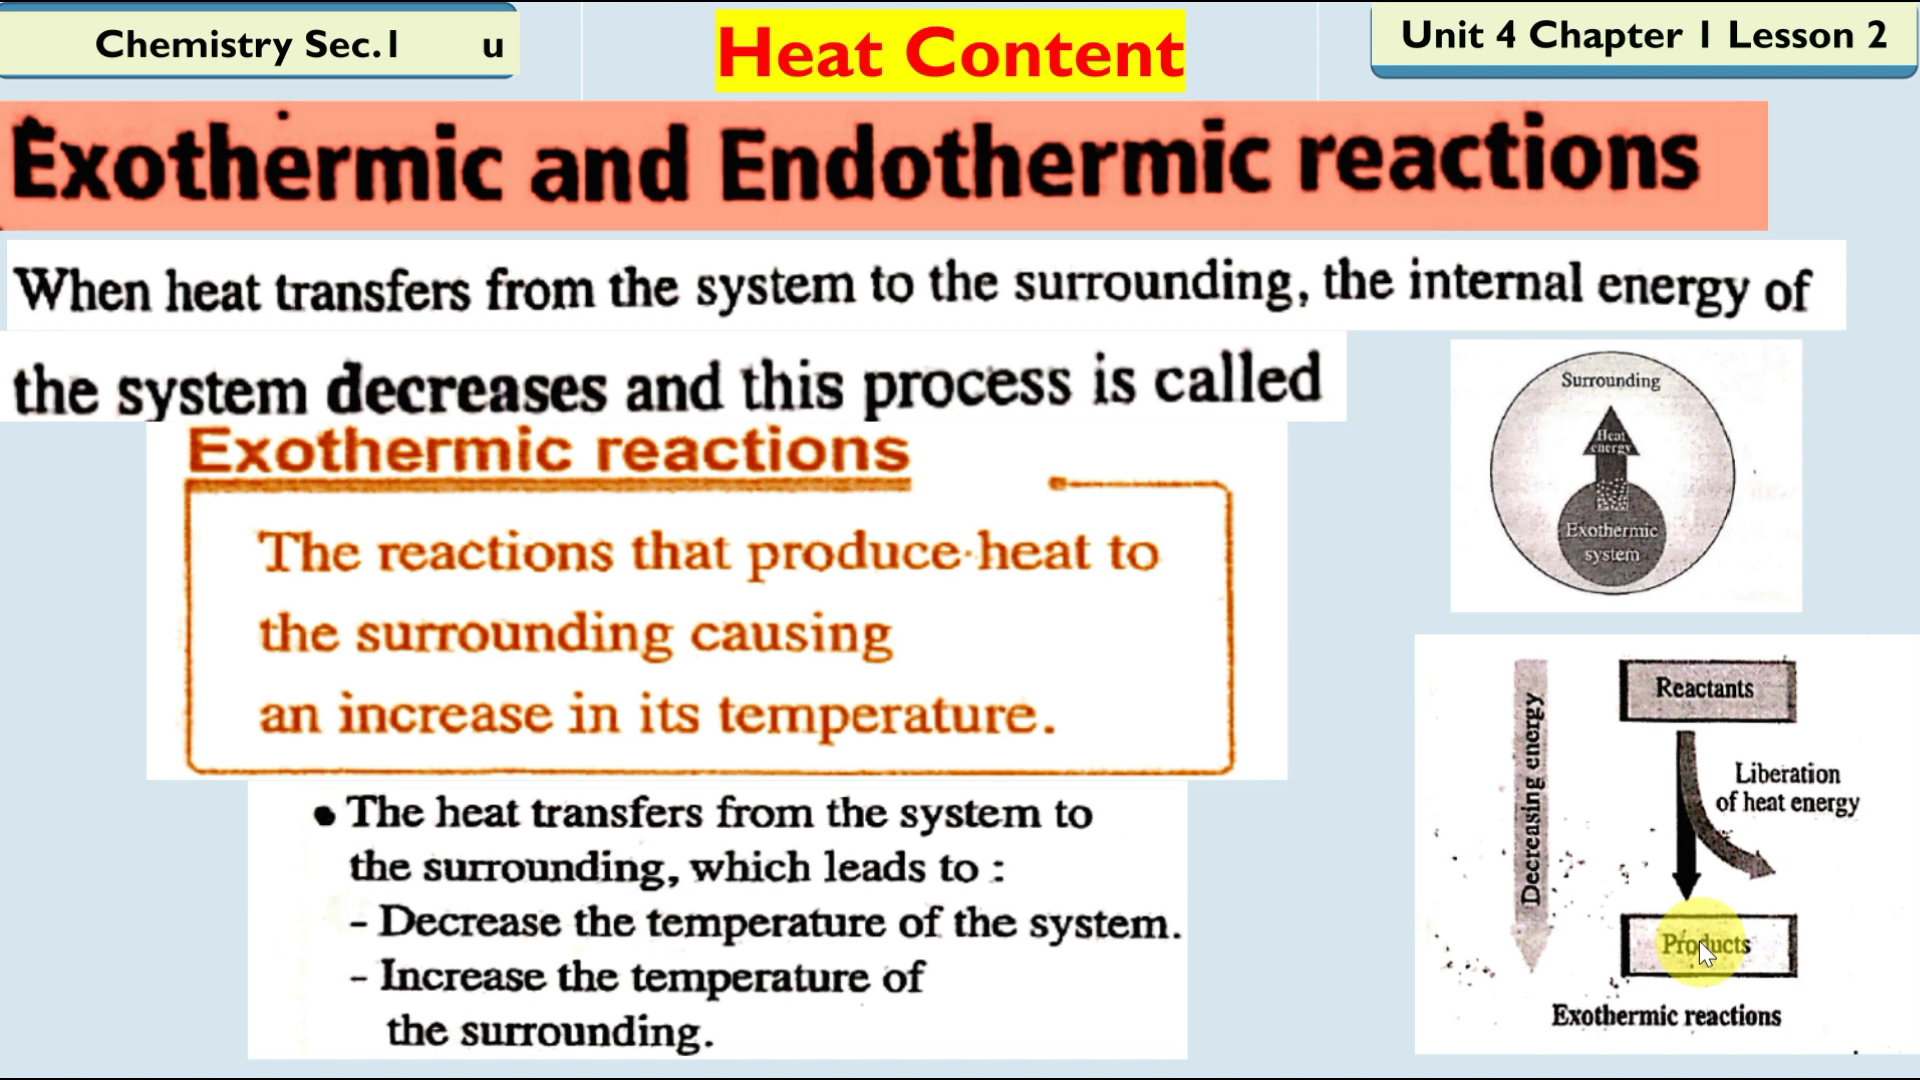 Chemistry Sec.1 u
Heat Content
Unit 4 Chapter 1 Lesson 2
Exothermic and Endothermic reactions
When heat transfers from the system to the surrounding, the internal energy of
the system decreases and this process is called
Exothermic reactions
The reactions that produce heat to
the surrounding causing
an increase in its temperature.
• The heat transfers from the system to
the surrounding, which leads to :
- Decrease the temperature of the system.
- Increase the temperature of
the surrounding.
Surrounding
Heat
energy
Exothermic
system
Decreasing energy
Reactants
Liberation
of heat energy
Products
Exothermic reactions